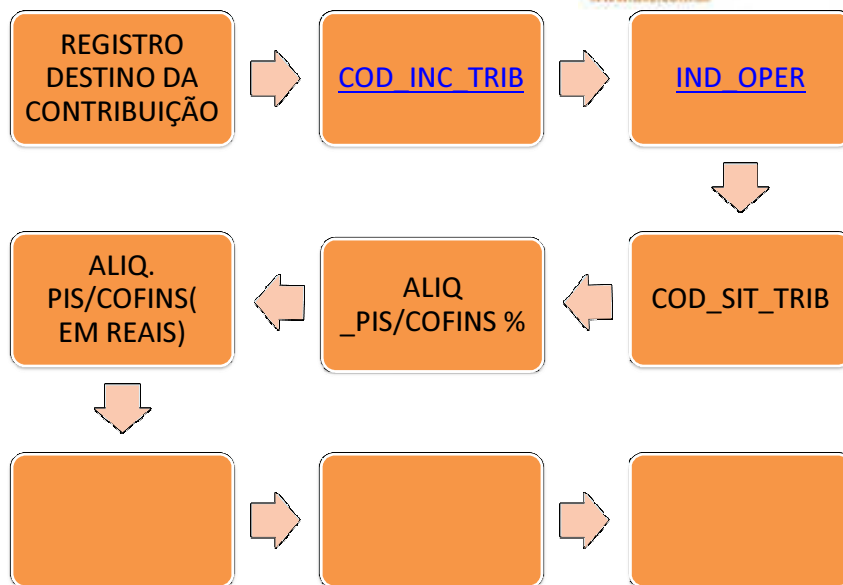 REGISTRO
DESTINO DA
CONTRIBUIÇÃO
COD_INC_TRIB
IND_OPER
ALIQ.
PIS/COFINS(
EM REAIS)
ALIQ
_PIS/COFINS %
COD_SIT_TRIB